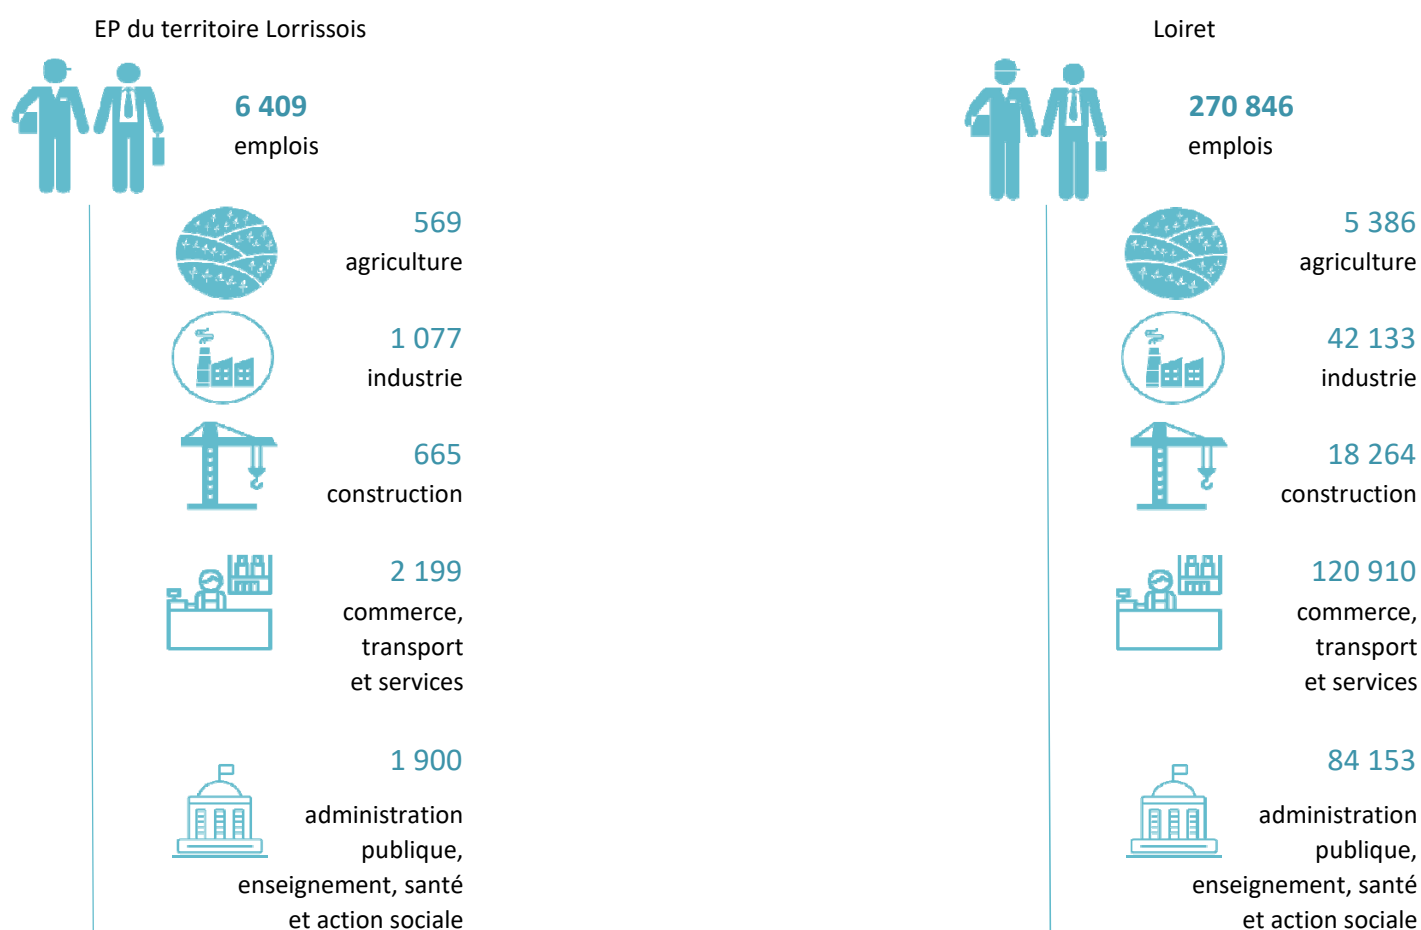 EP du territoire Lorrissois
6 409
emplois
569
agriculture
1 077
industrie
665
construction
2 199
commerce,
transport
et services
1 900
administration
publique,
enseignement, santé
et action sociale
Loiret
270 846
emplois
5 386
agriculture
42 133
industrie
18 264
construction
120 910
commerce,
transport
et services
84 153
administration
publique,
enseignement, santé
et action sociale